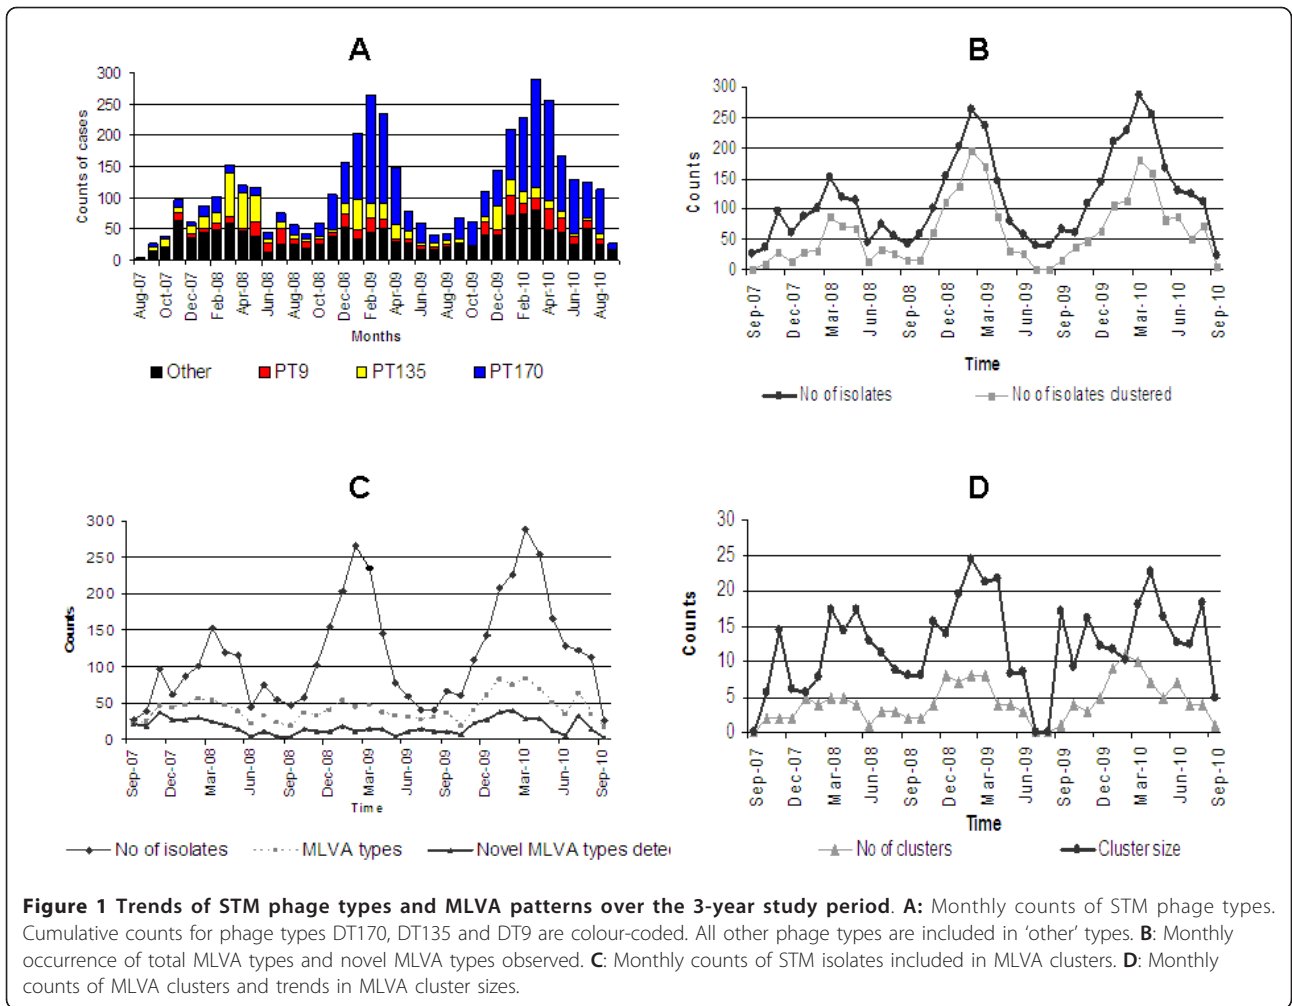 A
300
250
200
150
100
50
0
Counts of cases
Aug-07
Oct-07
Dec-07
Feb-08
Apr-08
Jun-08
Aug-08
Oct-08
Dec-08
Feb-09
Apr-09
Jun-09
Aug-09
Oct-09
Dec-09
Feb-10
Apr-10
Jun-10
Aug-10
Months
Other PT9 PT135 PT170
B
300
250
200
150
100
50
0
Counts
Sep-07
Dec-07
Mar-08
Jun-08
Sep-08
Dec-08
Mar-09
Jun-09
Sep-09
Dec-09
Mar-10
Jun-10
Sep-10
Time
No of isolates No of isolates clustered
C
300
250
200
150
100
50
0
Counts
Sep-07
Dec-07
Mar-08
Jun-08
Sep-08
Dec-08
Mar-09
Jun-09
Sep-09
Dec-09
Mar-10
Jun-10
Sep-10
Time
No of isolates MLVA types Novel MLVA types dete
D
30
25
20
15
10
5
0
Counts
Sep-07
Dec-07
Mar-08
Jun-08
Sep-08
Dec-08
Mar-09
Jun-09
Sep-09
Dec-09
Mar-10
Jun-10
Sep-10
Time
No of clusters Cluster size
Figure 1 Trends of STM phage types and MLVA patterns over the 3-year study period. A: Monthly counts of STM phage types.
Cumulative counts for phage types DT170, DT135 and DT9 are colour-coded. All other phage types are included in ‘other’ types. B: Monthly
occurrence of total MLVA types and novel MLVA types observed. C: Monthly counts of STM isolates included in MLVA clusters. D: Monthly
counts of MLVA clusters and trends in MLVA cluster sizes.